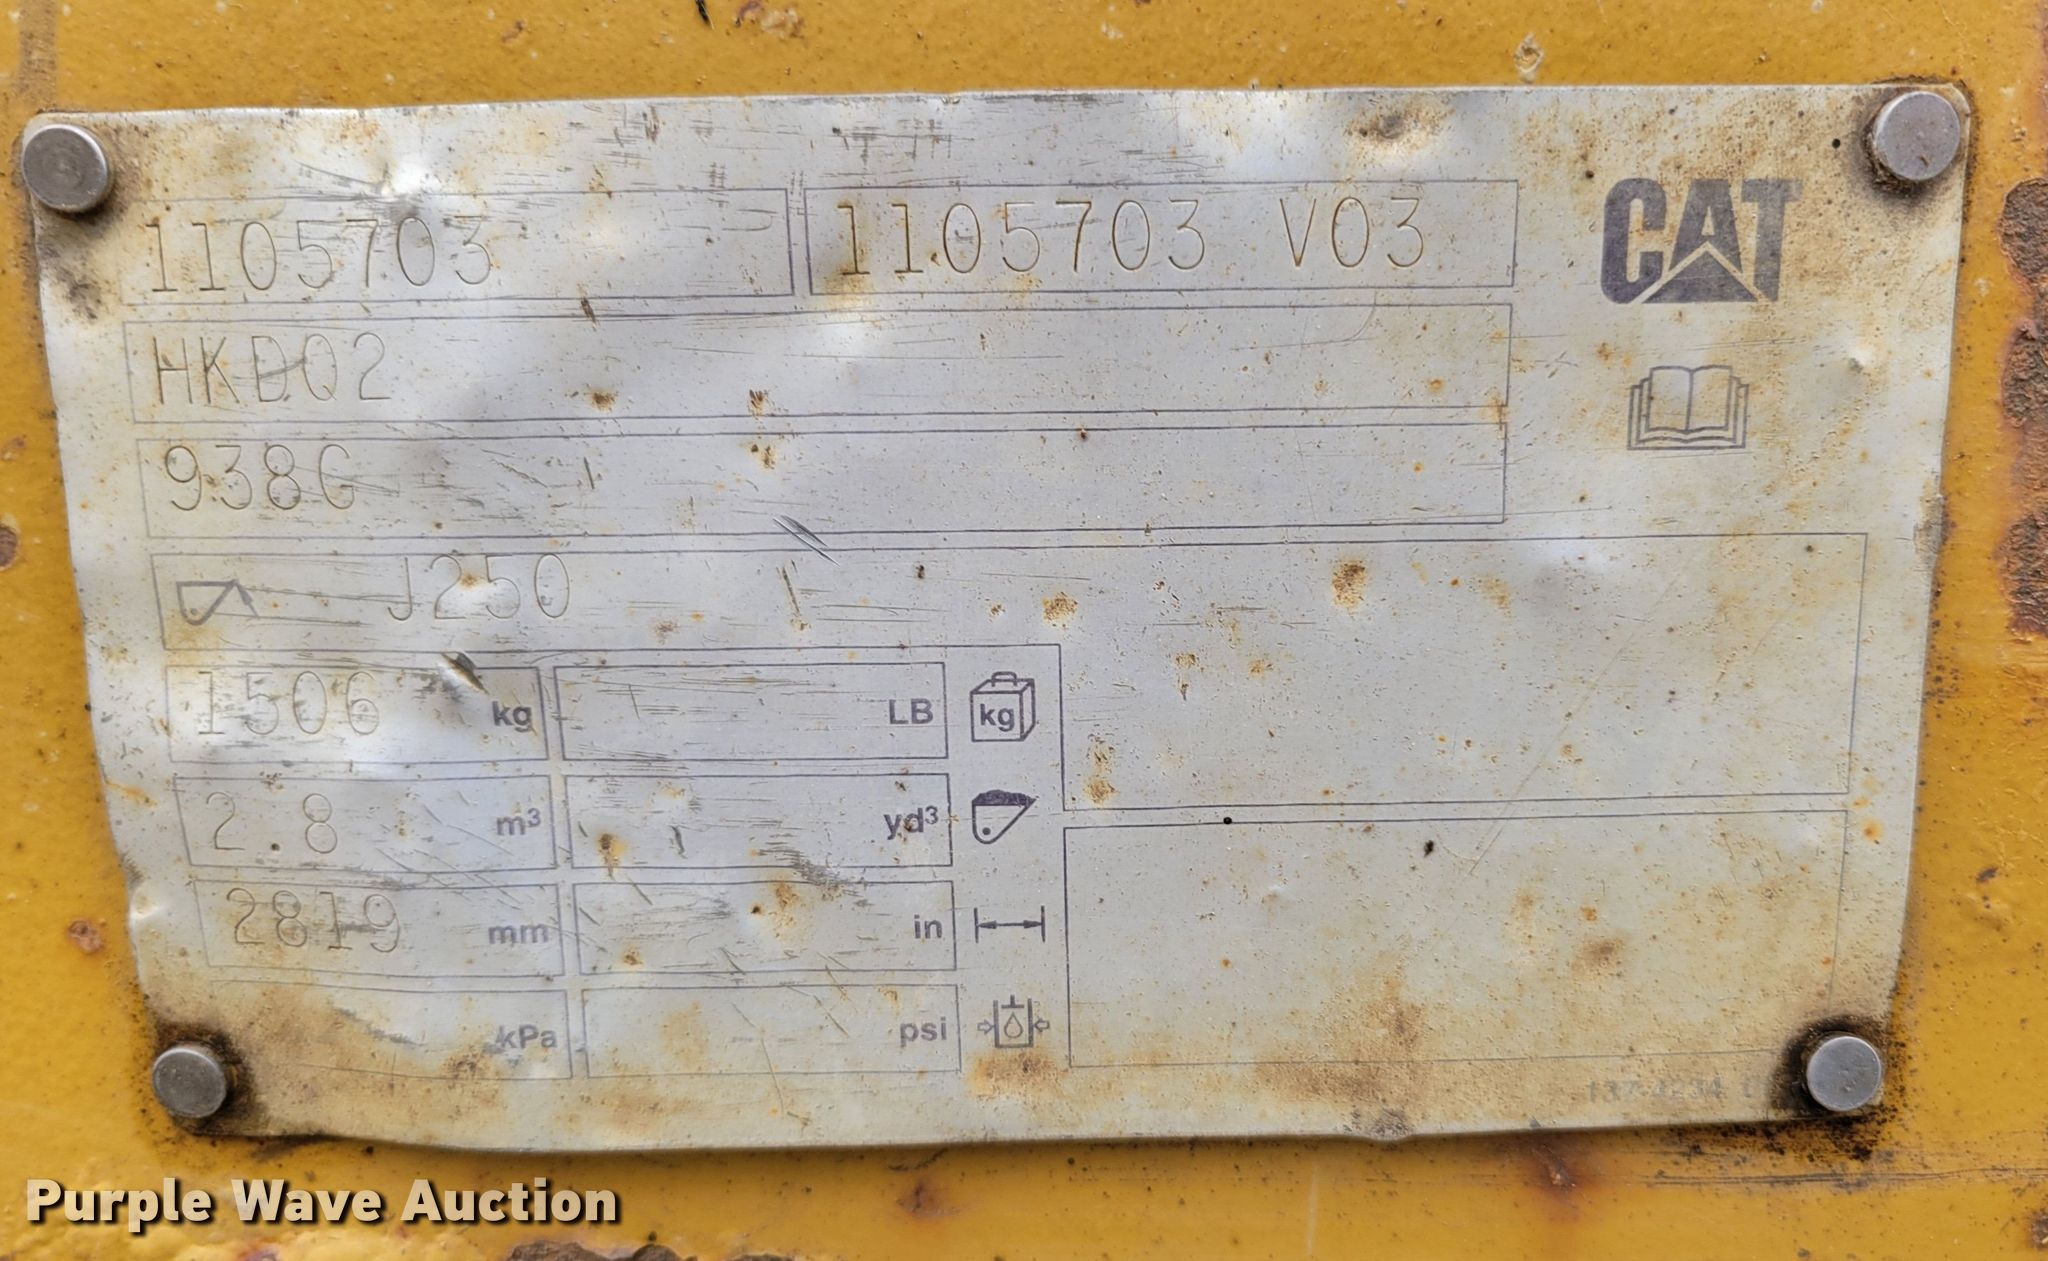 1105703 1105703 V03 CAT
HKDQ2
938G
J250
1506 kg LB kg
2.8 m³ yd³
2819 mm in
kPa psi
Purple Wave Auction